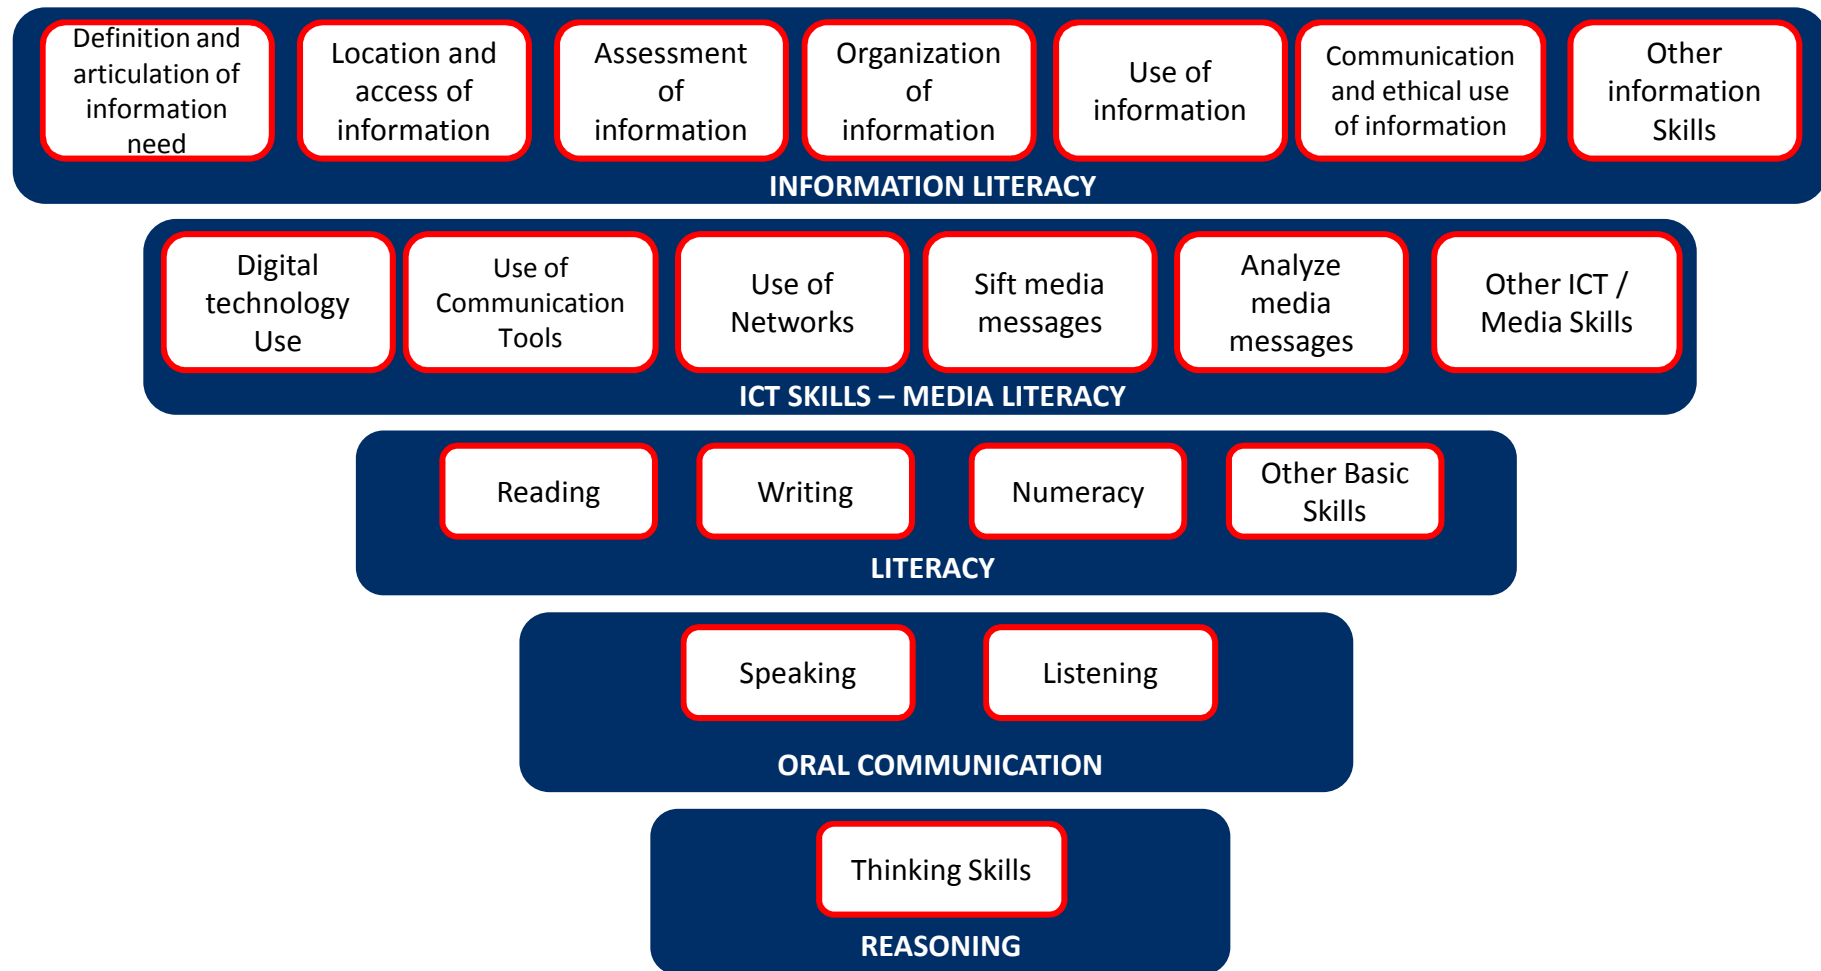 Definition and
articulation of
information
need
Location and
access of
information
Assessment
of
information
Organization
of
information
Use of
information
Communication
and ethical use
of information
Other
information
Skills
INFORMATION LITERACY
Digital
technology
Use
Use of
Communication
Tools
Use of
Networks
Sift media
messages
Analyze
media
messages
Other ICT /
Media Skills
ICT SKILLS – MEDIA LITERACY
Reading
Writing
Numeracy
Other Basic
Skills
LITERACY
Speaking
Listening
ORAL COMMUNICATION
Thinking Skills
REASONING